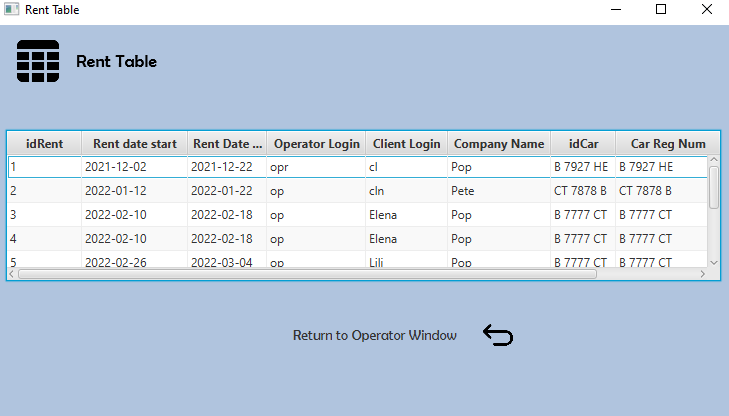 Rent Table
Rent Table
idRent Rent date start Rent Date ... Operator Login Client Login Company Name idCar Car Reg Num
1 2021-12-02 2021-12-22 opr cl Pop B 7927 HE B 7927 HE
2 2022-01-12 2022-01-22 op cln Pete CT 7878 B CT 7878 B
3 2022-02-10 2022-02-18 op Elena Pop B 7777 CT B 7777 CT
4 2022-02-10 2022-02-18 op Elena Pop B 7777 CT B 7777 CT
5 2022-02-26 2022-03-04 op Lili Pop B 7777 CT B 7777 CT
Return to Operator Window